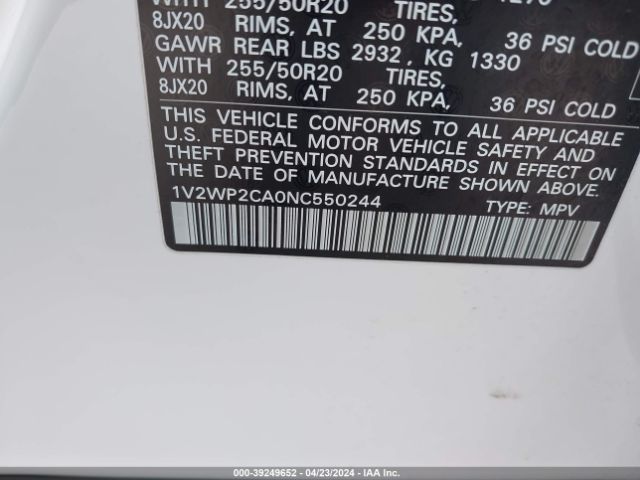 WITH 255/50R20 TIRES,
8JX20 RIMS, AT 250 KPA, 36 PSI COLD
GAWR REAR LBS 2932, KG 1330
WITH 255/50R20 TIRES,
8JX20 RIMS, AT 250 KPA, 36 PSI COLD
THIS VEHICLE CONFORMS TO ALL APPLICABLE
U.S. FEDERAL MOTOR VEHICLE SAFETY AND
THEFT PREVENTION STANDARDS IN EFFECT ON
THE DATE OF MANUFACTURE SHOWN ABOVE.
1V2WP2CA0NC550244 TYPE: MPV
000-39249652 / 04/23/2024 - IAA Inc.